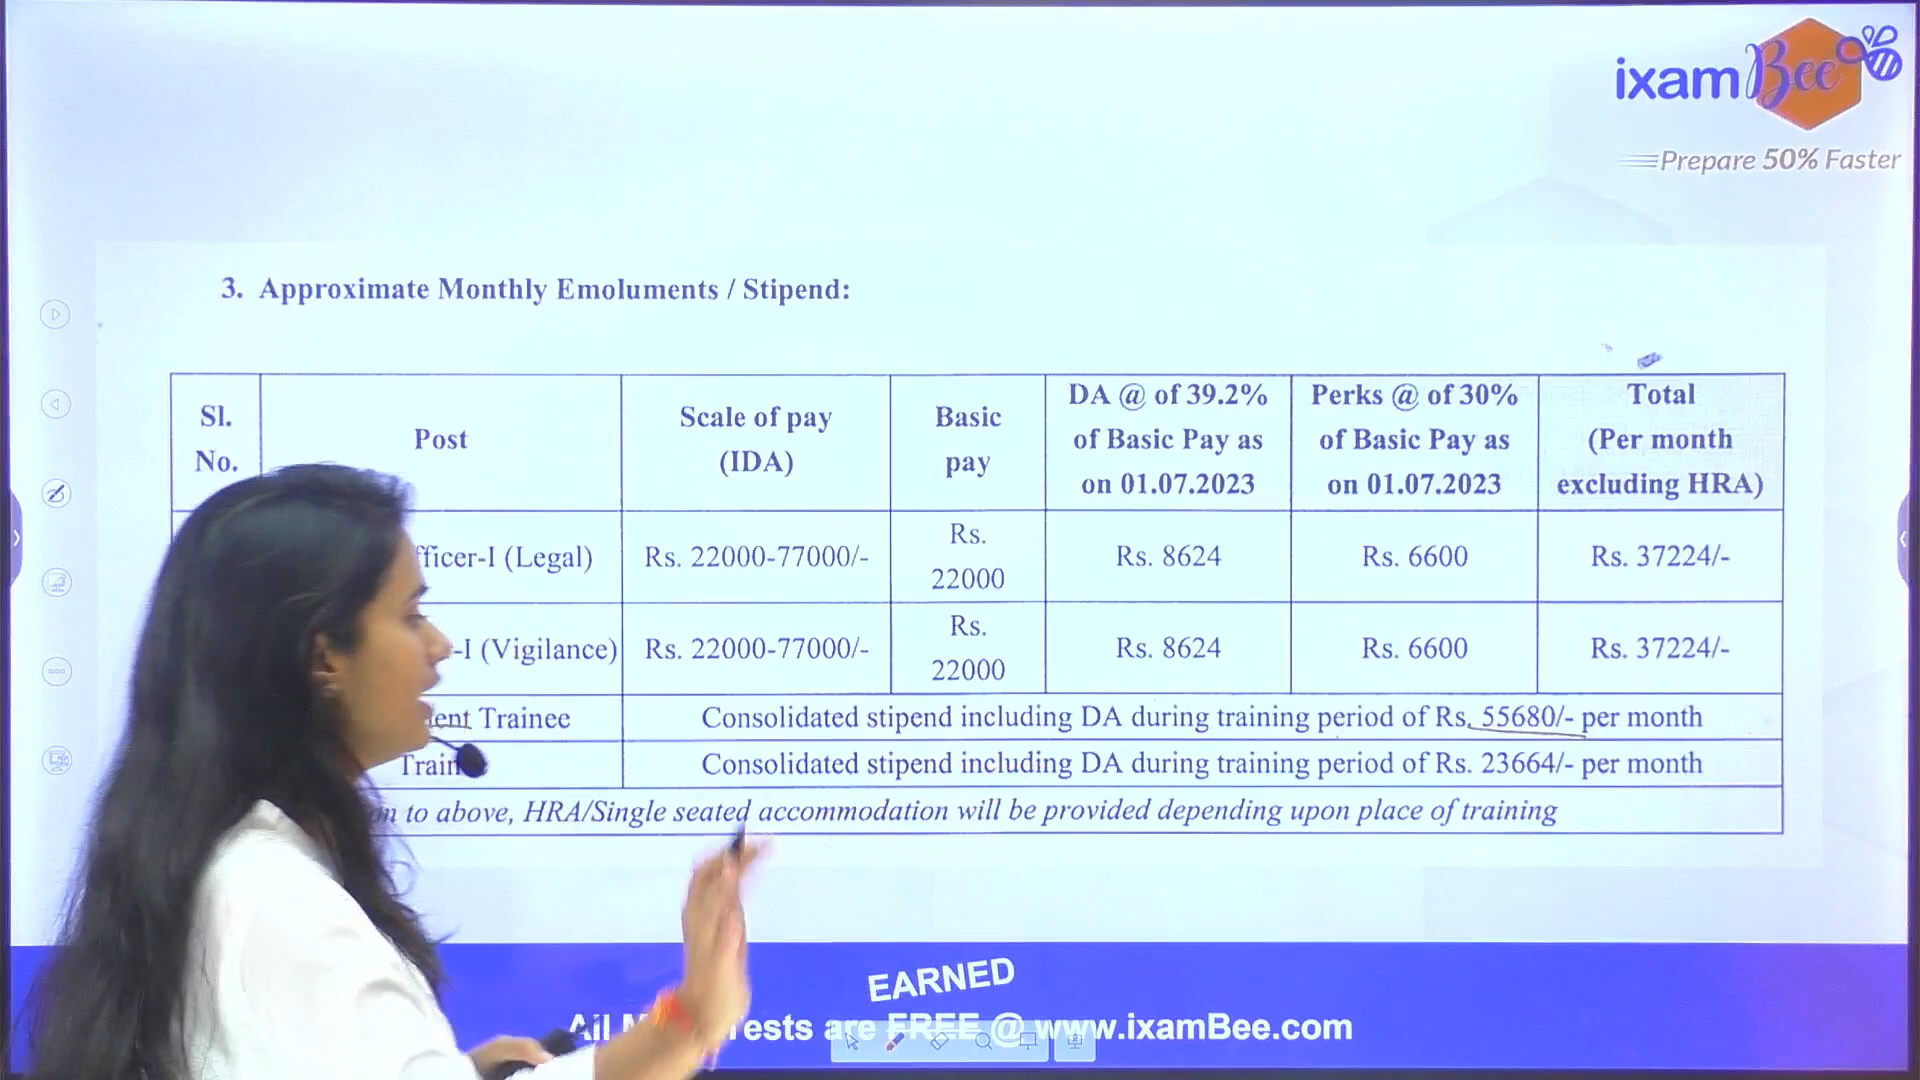 ixamBee
Prepare 50% Faster
3. Approximate Monthly Emoluments / Stipend:
Sl. No. Post Scale of pay (IDA) Basic pay DA @ of 39.2% of Basic Pay as on 01.07.2023 Perks @ of 30% of Basic Pay as on 01.07.2023 Total (Per month excluding HRA)
fficer-I (Legal) Rs. 22000-77000/- Rs. 22000 Rs. 8624 Rs. 6600 Rs. 37224/-
-I (Vigilance) Rs. 22000-77000/- Rs. 22000 Rs. 8624 Rs. 6600 Rs. 37224/-
ent Trainee Consolidated stipend including DA during training period of Rs. 55680/- per month
Train Consolidated stipend including DA during training period of Rs. 23664/- per month
n to above, HRA/Single seated accommodation will be provided depending upon place of training
EARNED
All ests are FREE @ www.ixamBee.com